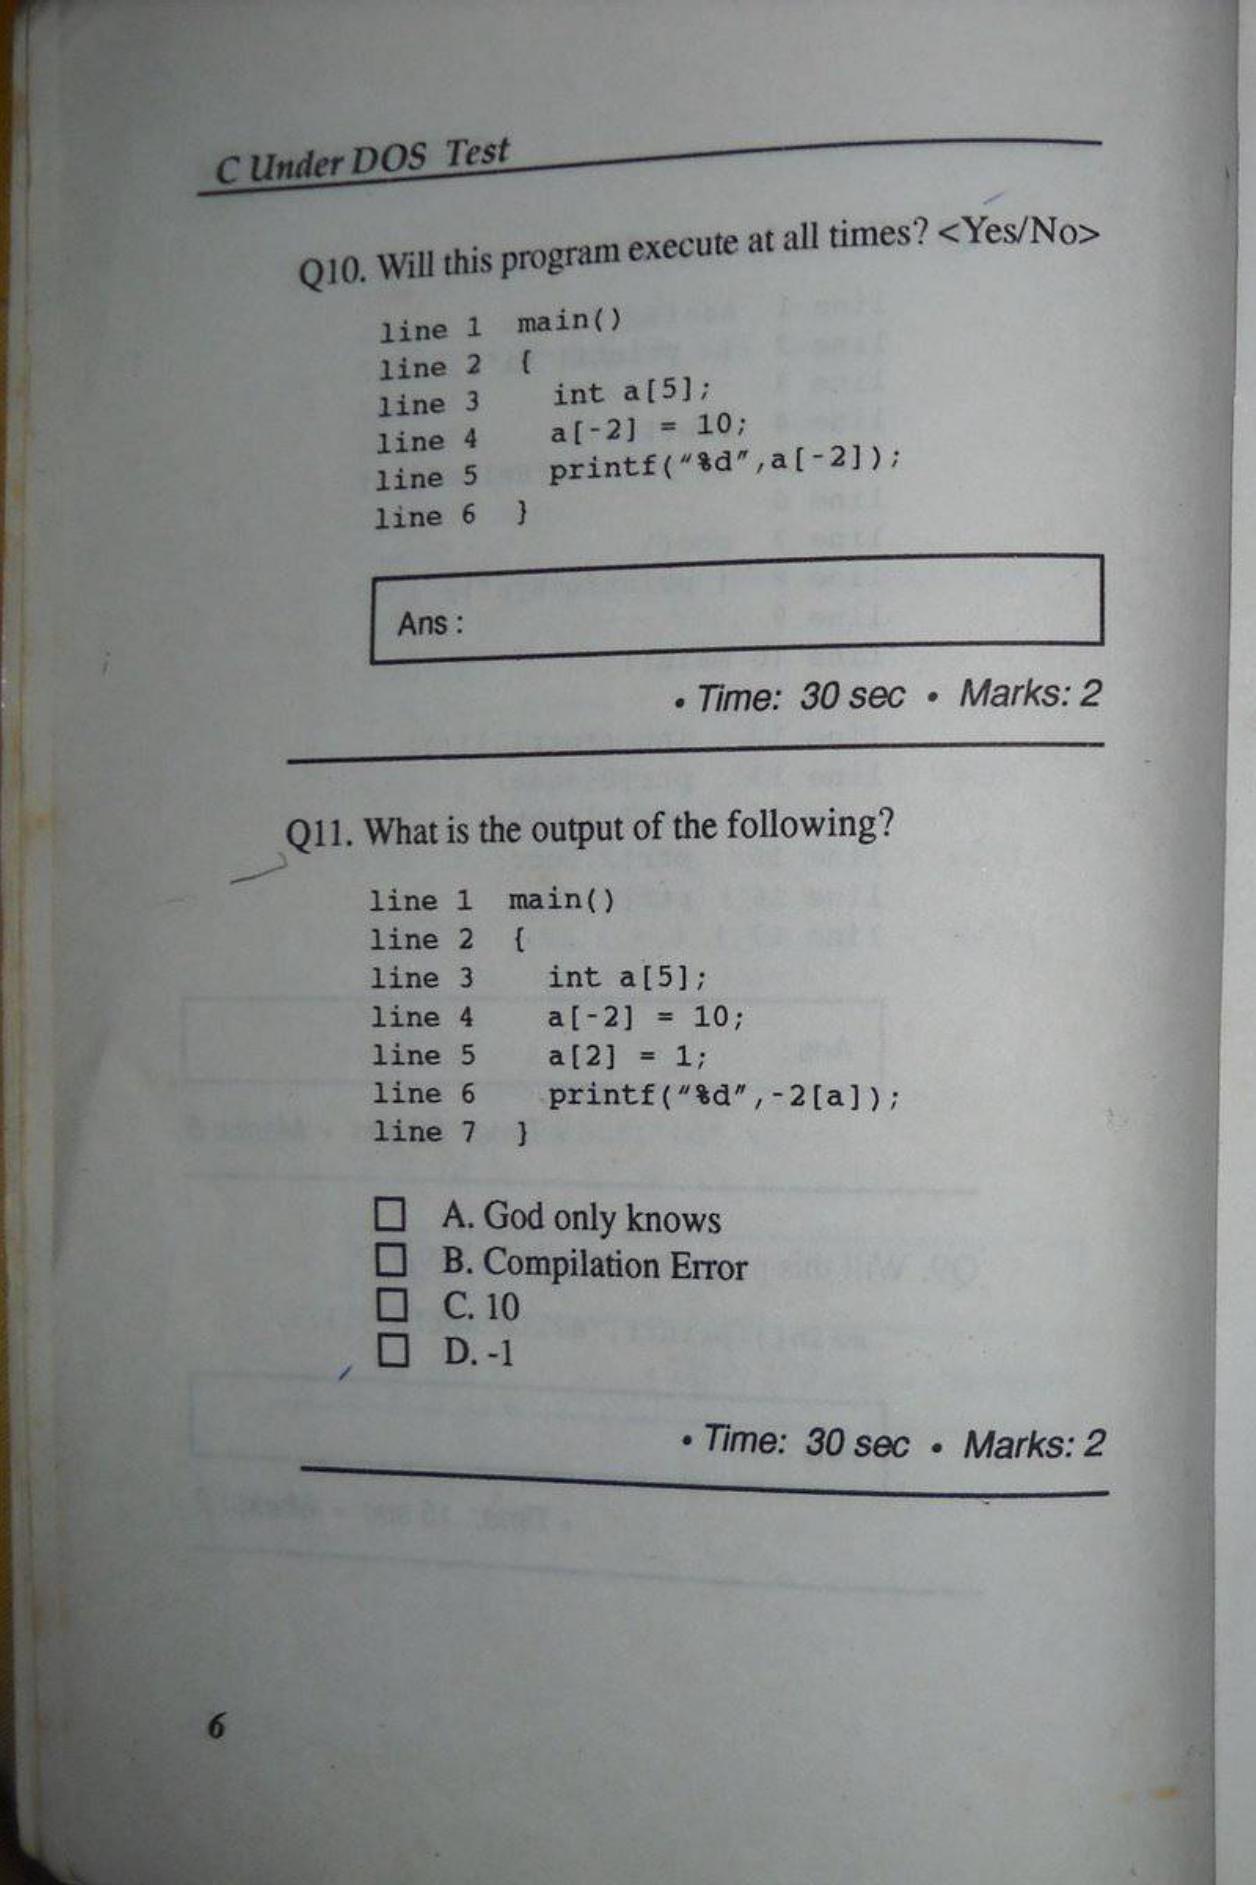 C Under DOS Test
Q10. Will this program execute at all times? <Yes/No>
line 1 main()
line 2 {
line 3 int a[5];
line 4 a[-2] = 10;
line 5 printf("%d",a[-2]);
line 6 }
Ans :
• Time: 30 sec • Marks: 2
Q11. What is the output of the following?
line 1 main()
line 2 {
line 3 int a[5];
line 4 a[-2] = 10;
line 5 a[2] = 1;
line 6 printf("%d",-2[a]);
line 7 }
A. God only knows
B. Compilation Error
C. 10
D. -1
• Time: 30 sec • Marks: 2
6